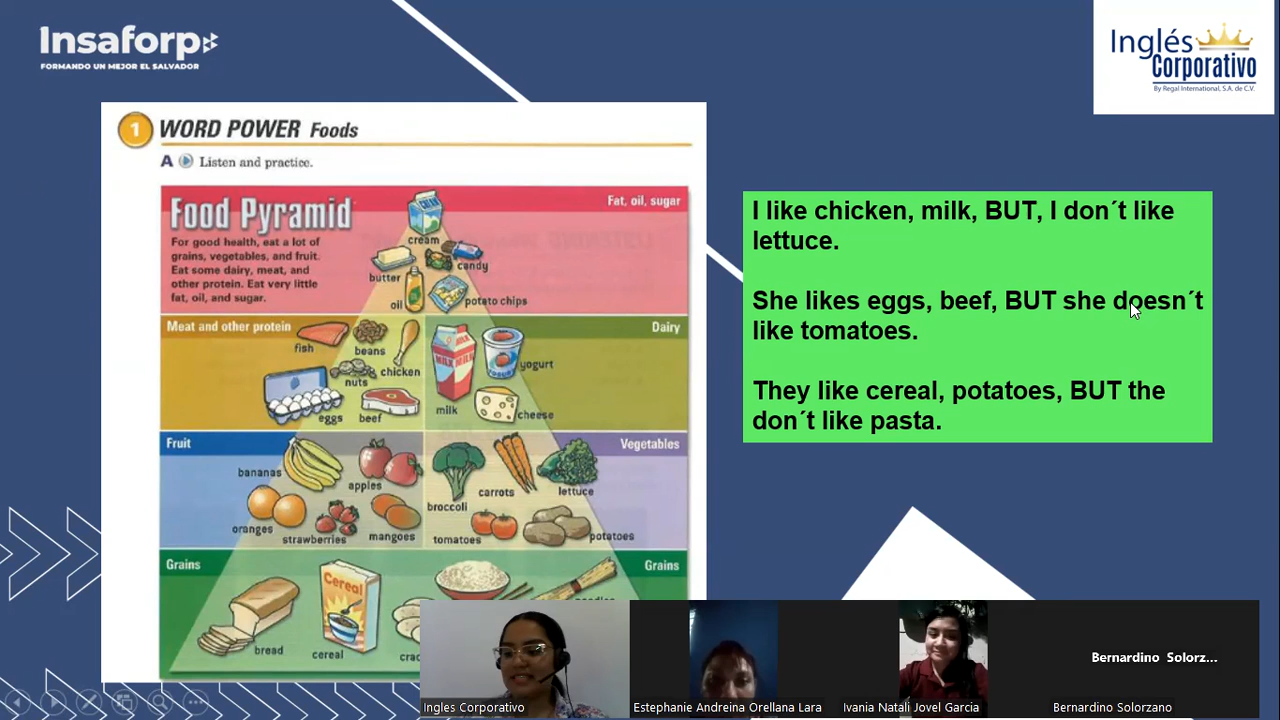 Insaforp
FORMANDO UN MEJOR EL SALVADOR
Inglés
Corporativo
By Regal International, S.A. de C.V.
1 WORD POWER Foods
A Listen and practice.
Food Pyramid
For good health, eat a lot of
grains, vegetables, and fruit.
Eat some dairy, meat, and
other protein. Eat very little
fat, oil, and sugar.
Fat, oil, sugar
CREAM
cream
butter
candy
oil
potato chips
Meat and other protein
fish
beans
chicken
nuts
eggs
beef
Dairy
MILK
MILK
yogurt
milk
cheese
Fruit
bananas
apples
oranges
strawberries
mangoes
Vegetables
broccoli
carrots
lettuce
tomatoes
potatoes
Grains
Grains
Cereal
bread
cereal
I like chicken, milk, BUT, I don´t like
lettuce.
She likes eggs, beef, BUT she doesn´t
like tomatoes.
They like cereal, potatoes, BUT the
don´t like pasta.
Bernardino Solorz...
Ingles Corporativo
Estephanie Andreina Orellana Lara
Ivania Natali Jovel Garcia
Bernardino Solorzano